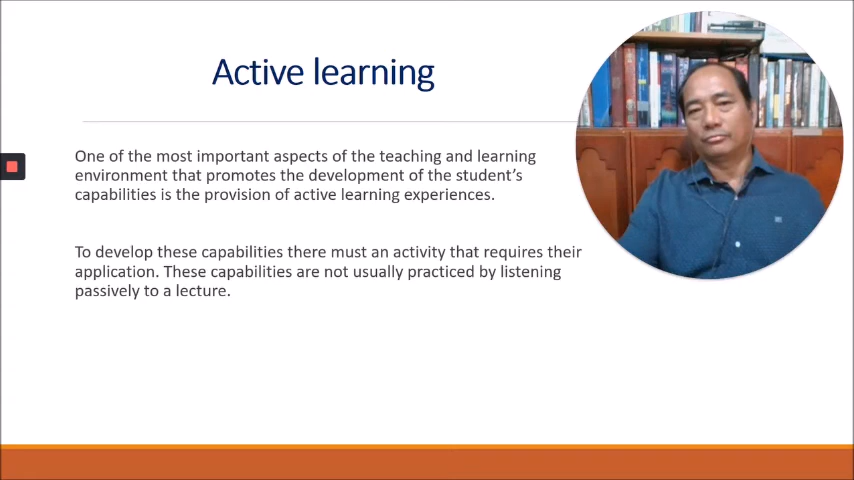 Active learning
One of the most important aspects of the teaching and learning
environment that promotes the development of the student’s
capabilities is the provision of active learning experiences.
To develop these capabilities there must an activity that requires their
application. These capabilities are not usually practiced by listening
passively to a lecture.